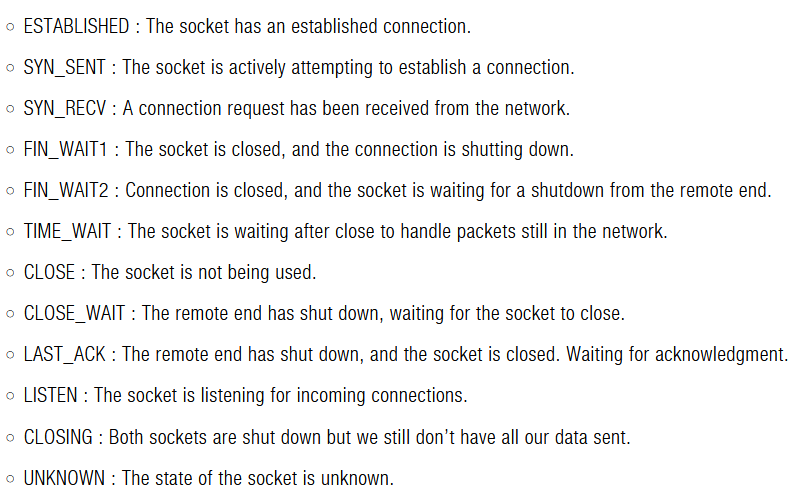 ○ ESTABLISHED : The socket has an established connection.
○ SYN_SENT : The socket is actively attempting to establish a connection.
○ SYN_RECV : A connection request has been received from the network.
○ FIN_WAIT1 : The socket is closed, and the connection is shutting down.
○ FIN_WAIT2 : Connection is closed, and the socket is waiting for a shutdown from the remote end.
○ TIME_WAIT : The socket is waiting after close to handle packets still in the network.
○ CLOSE : The socket is not being used.
○ CLOSE_WAIT : The remote end has shut down, waiting for the socket to close.
○ LAST_ACK : The remote end has shut down, and the socket is closed. Waiting for acknowledgment.
○ LISTEN : The socket is listening for incoming connections.
○ CLOSING : Both sockets are shut down but we still don’t have all our data sent.
○ UNKNOWN : The state of the socket is unknown.